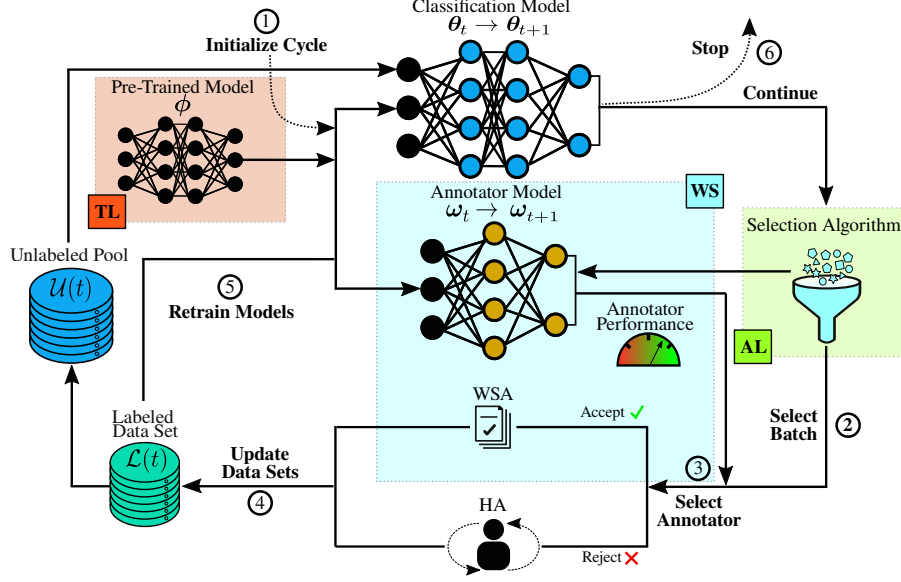 Classification Model
θt → θt+1
①
Initialize Cycle
Stop
⑥
Continue
Pre-Trained Model
ϕ
TL
Annotator Model
ωt → ωt+1
WS
Selection Algorithm
Unlabeled Pool
U(t)
⑤
Retrain Models
Annotator
Performance
AL
WSA
Accept ✓
Select
Batch
②
Labeled
Data Set
L(t)
Update
Data Sets
④
③
Select
Annotator
HA
Reject ✗